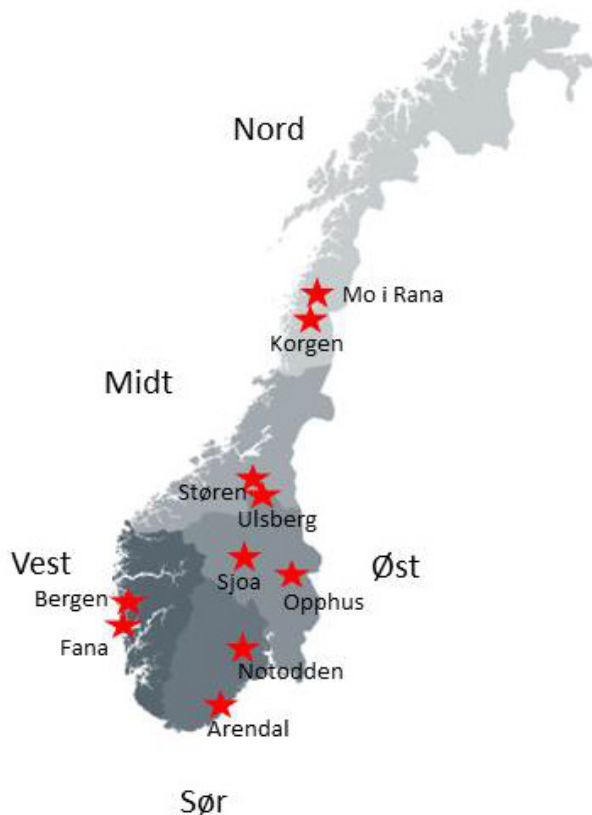 Nord
Mo i Rana
Korgen
Midt
Støren
Ulsberg
Vest
Øst
Sjoa
Opphus
Bergen
Fana
Notodden
Arendal
Sør